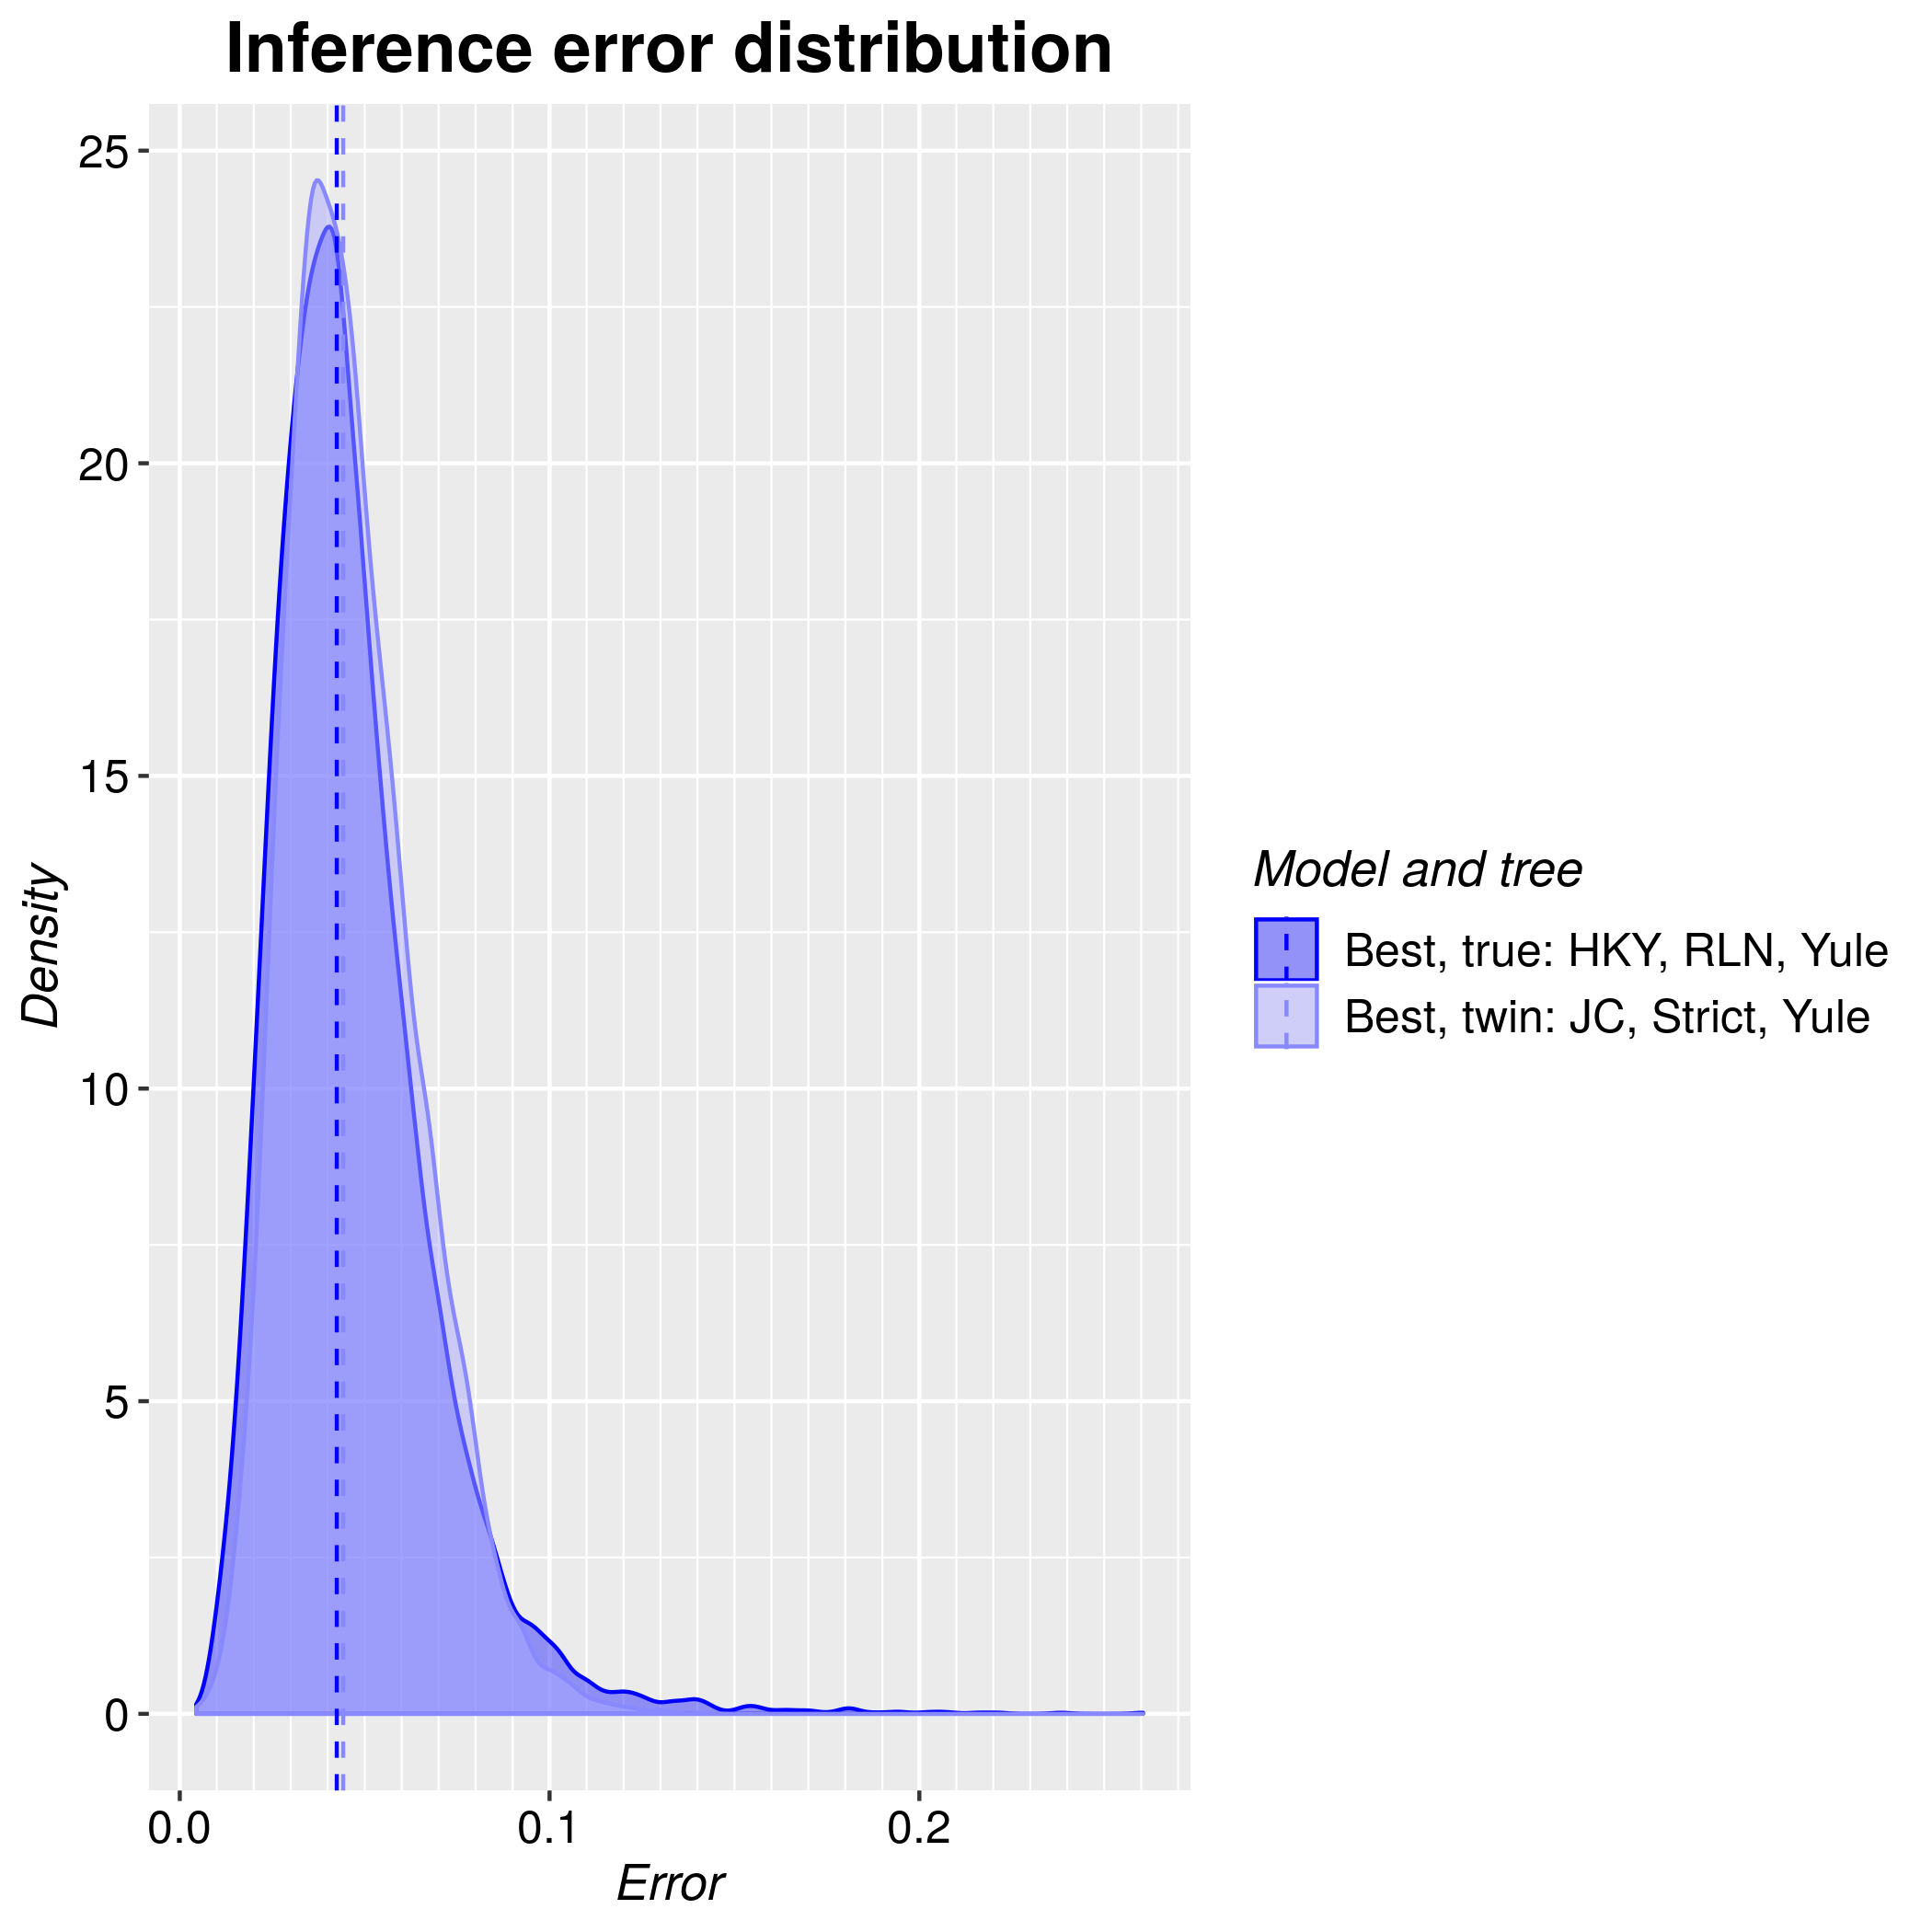 Inference error distribution
25
20
15
10
5
0
Density
0.0 0.1 0.2
Error
Model and tree
Best, true: HKY, RLN, Yule
Best, twin: JC, Strict, Yule